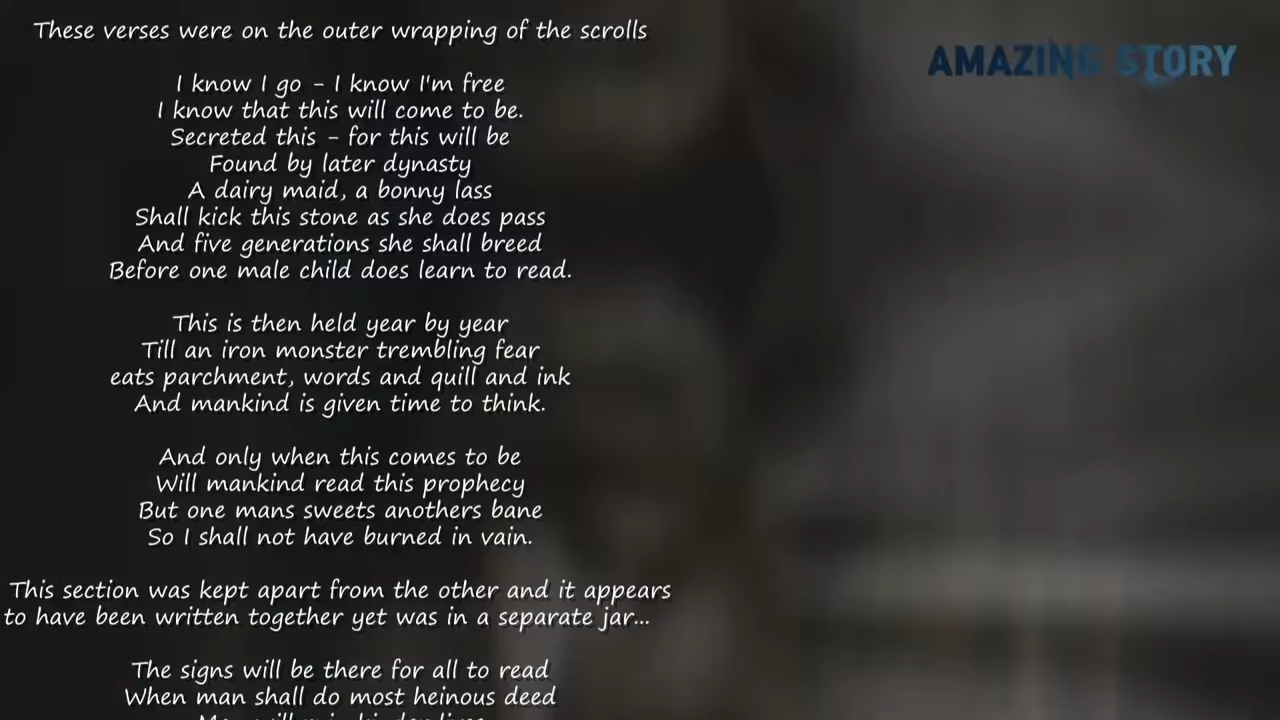 These verses were on the outer wrapping of the scrolls
I know I go - I know I'm free
I know that this will come to be.
Secreted this - for this will be
Found by later dynasty
A dairy maid, a bonny lass
Shall kick this stone as she does pass
And five generations she shall breed
Before one male child does learn to read.
This is then held year by year
Till an iron monster trembling fear
eats parchment, words and quill and ink
And mankind is given time to think.
And only when this comes to be
Will mankind read this prophecy
But one mans sweets anothers bane
So I shall not have burned in vain.
This section was kept apart from the other and it appears
to have been written together yet was in a separate jar...
The signs will be there for all to read
When man shall do most heinous deed
AMAZING STORY